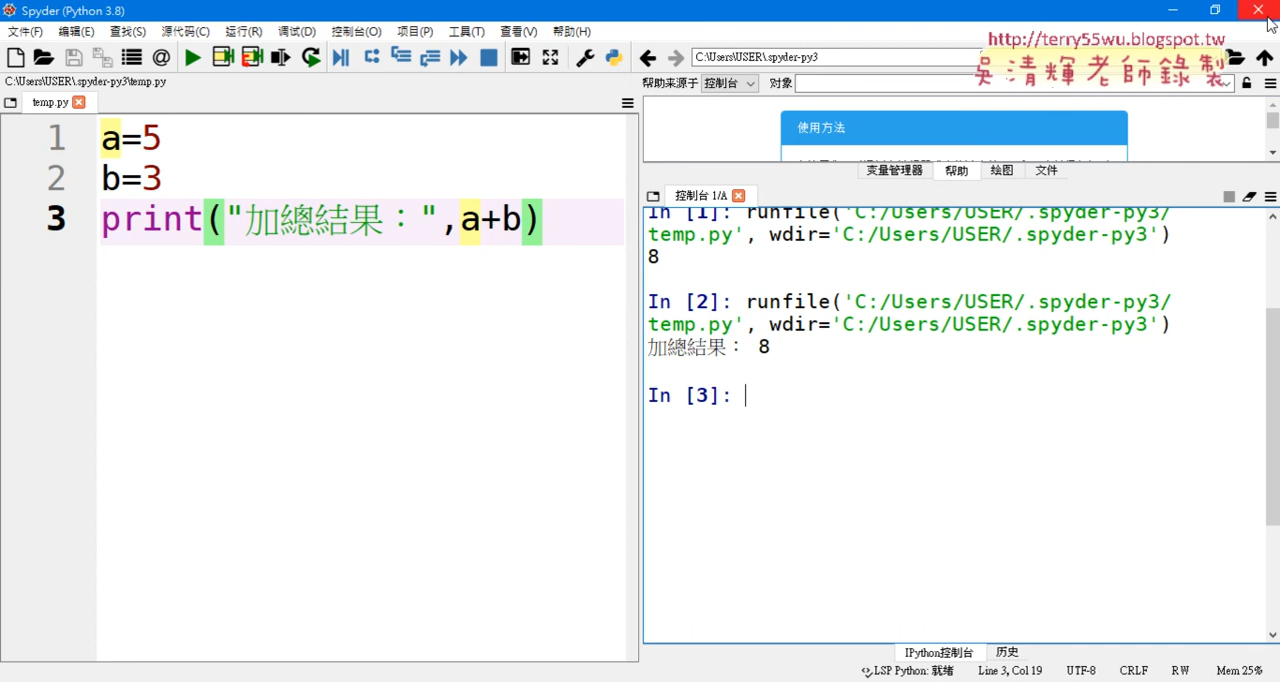 Spyder (Python 3.8)
文件(F) 编辑(E) 查找(S) 源代码(C) 运行(R) 调试(D) 控制台(O) 项目(P) 工具(T) 查看(V) 帮助(H)
http://terry55wu.blogspot.tw
吳清輝老師錄製
C:\Users\USER\.spyder-py3
C:\Users\USER\.spyder-py3\temp.py
帮助来源于 控制台 对象
temp.py
使用方法
变量管理器 帮助 绘图 文件
控制台 1/A
1 a=5
2 b=3
3 print("加總結果：",a+b)
In [1]: runfile('C:/Users/USER/.spyder-py3/
temp.py', wdir='C:/Users/USER/.spyder-py3')
8
In [2]: runfile('C:/Users/USER/.spyder-py3/
temp.py', wdir='C:/Users/USER/.spyder-py3')
加總結果： 8
In [3]:
IPython控制台 历史
LSP Python: 就绪 Line 3, Col 19 UTF-8 CRLF RW Mem 25%